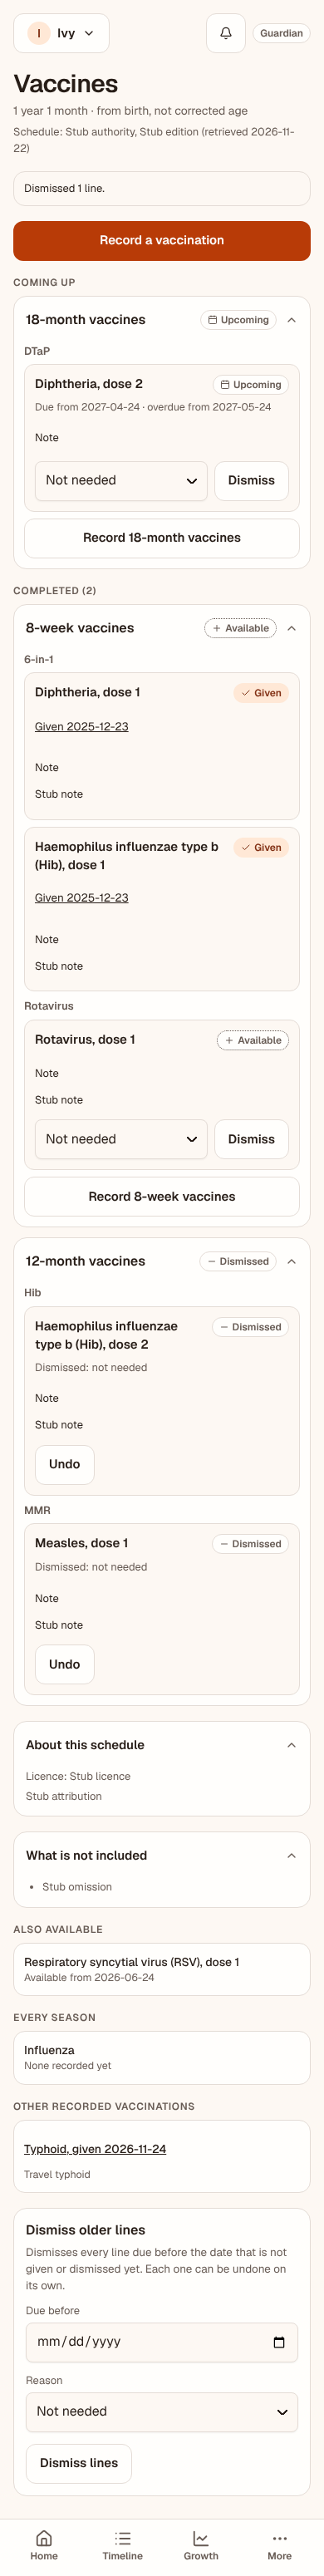 I Ivy Guardian
Vaccines
1 year 1 month · from birth, not corrected age
Schedule: Stub authority, Stub edition (retrieved 2026-11-
22)
Dismissed 1 line.
Record a vaccination
COMING UP
18-month vaccines Upcoming
DTaP
Diphtheria, dose 2 Upcoming
Due from 2027-04-24 · overdue from 2027-05-24
Note
Not needed Dismiss
Record 18-month vaccines
COMPLETED (2)
8-week vaccines Available
6-in-1
Diphtheria, dose 1 Given
Given 2025-12-23
Note
Stub note
Haemophilus influenzae type b Given
(Hib), dose 1
Given 2025-12-23
Note
Stub note
Rotavirus
Rotavirus, dose 1 Available
Note
Stub note
Not needed Dismiss
Record 8-week vaccines
12-month vaccines Dismissed
Hib
Haemophilus influenzae Dismissed
type b (Hib), dose 2
Dismissed: not needed
Note
Stub note
Undo
MMR
Measles, dose 1 Dismissed
Dismissed: not needed
Note
Stub note
Undo
About this schedule
Licence: Stub licence
Stub attribution
What is not included
• Stub omission
ALSO AVAILABLE
Respiratory syncytial virus (RSV), dose 1
Available from 2026-06-24
EVERY SEASON
Influenza
None recorded yet
OTHER RECORDED VACCINATIONS
Typhoid, given 2026-11-24
Travel typhoid
Dismiss older lines
Dismisses every line due before the date that is not
given or dismissed yet. Each one can be undone on
its own.
Due before
mm/dd/yyyy
Reason
Not needed
Dismiss lines
Home Timeline Growth More